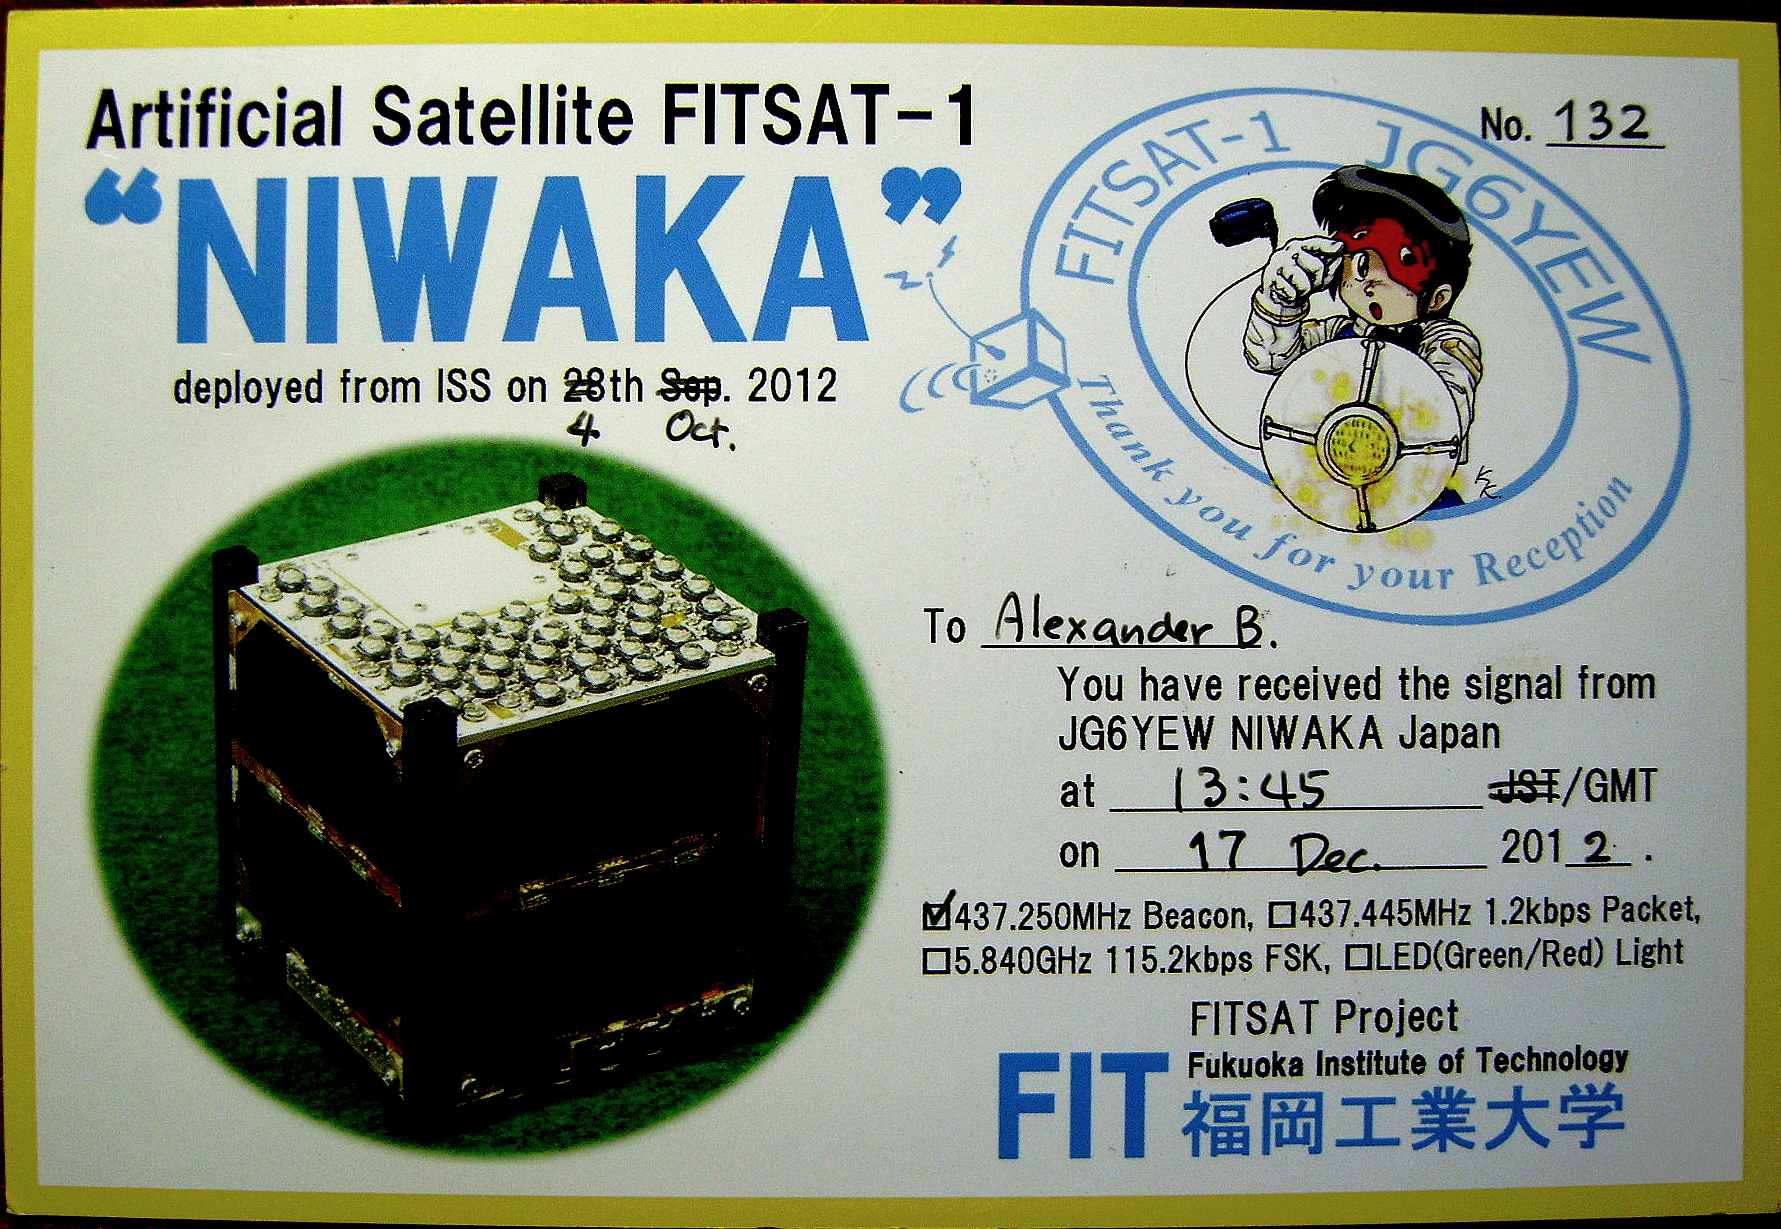 Artificial Satellite FITSAT-1
No. 132
"NIWAKA"
FITSAT-1 JG6YEW
Thank you for your Reception
deployed from ISS on 28th Sep. 2012
4 Oct.
KK
To Alexander B.
You have received the signal from
JG6YEW NIWAKA Japan
at 13:45 JST/GMT
on 17 Dec. 2012.
☑437.250MHz Beacon, ☐437.445MHz 1.2kbps Packet,
☐5.840GHz 115.2kbps FSK, ☐LED(Green/Red) Light
FITSAT Project
FIT Fukuoka Institute of Technology
福岡工業大学